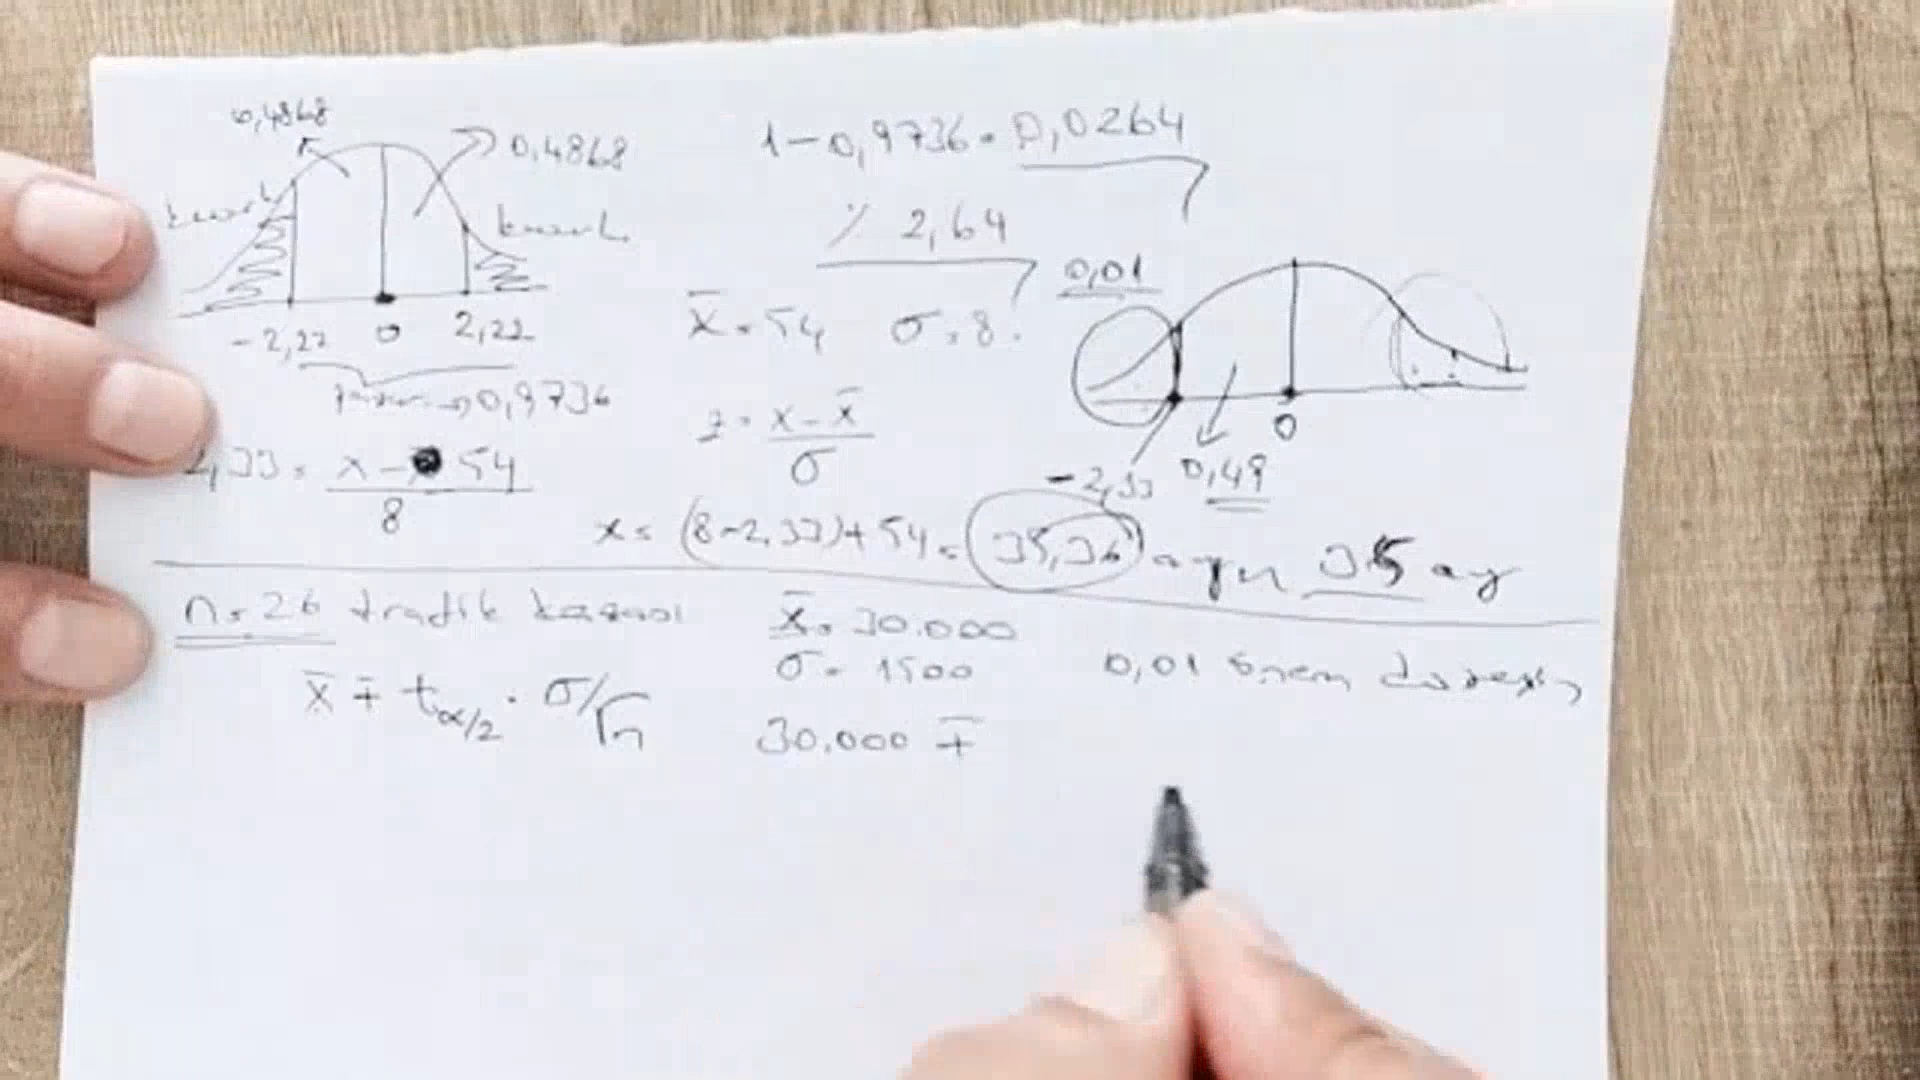 0,4868
0,4868
kusurlu
kusurlu
-2,22 0 2,22
→0,9736
1-0,9736=0,0264
% 2,64
x̄=54 σ=8.
0,01
0
-2,33 0,49
z=(x-x̄)/σ
2,33=(x-54)/8
x=(8-2,33)+54=35,36 35 ay
n=26 trafik kazası
x̄=30.000
σ=1500
0,01 önem derecesi
x̄ ∓ tα/2 . σ/√n
30.000 ∓